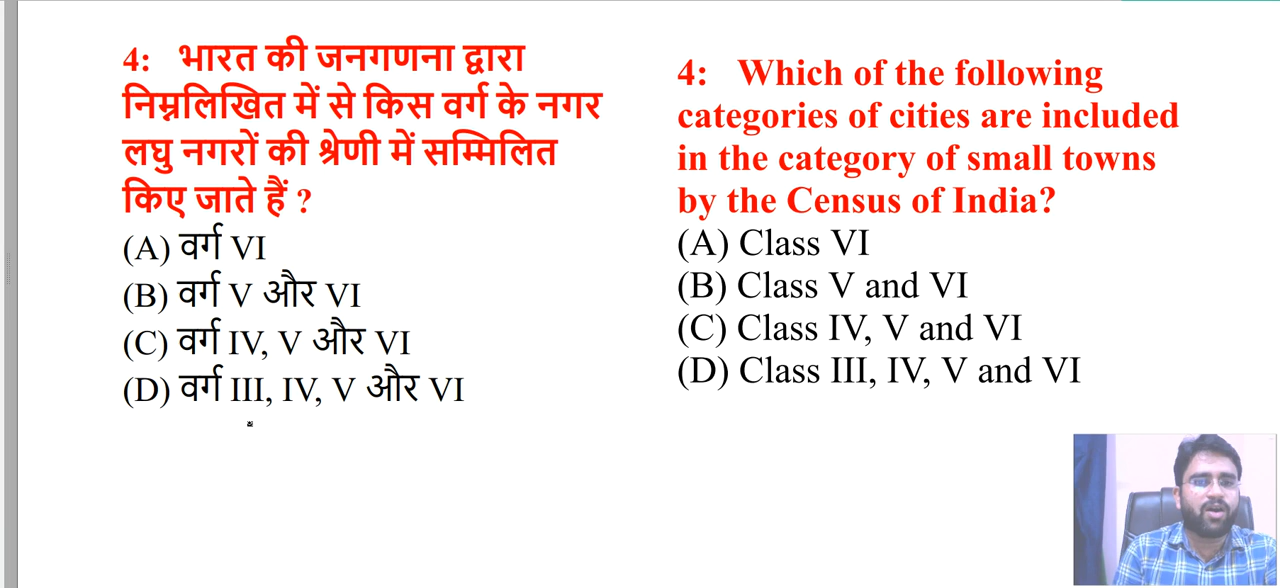 4: भारत की जनगणना द्वारा
निम्नलिखित में से किस वर्ग के नगर
लघु नगरों की श्रेणी में सम्मिलित
किए जाते हैं ?
(A) वर्ग VI
(B) वर्ग V और VI
(C) वर्ग IV, V और VI
(D) वर्ग III, IV, V और VI
4: Which of the following
categories of cities are included
in the category of small towns
by the Census of India?
(A) Class VI
(B) Class V and VI
(C) Class IV, V and VI
(D) Class III, IV, V and VI